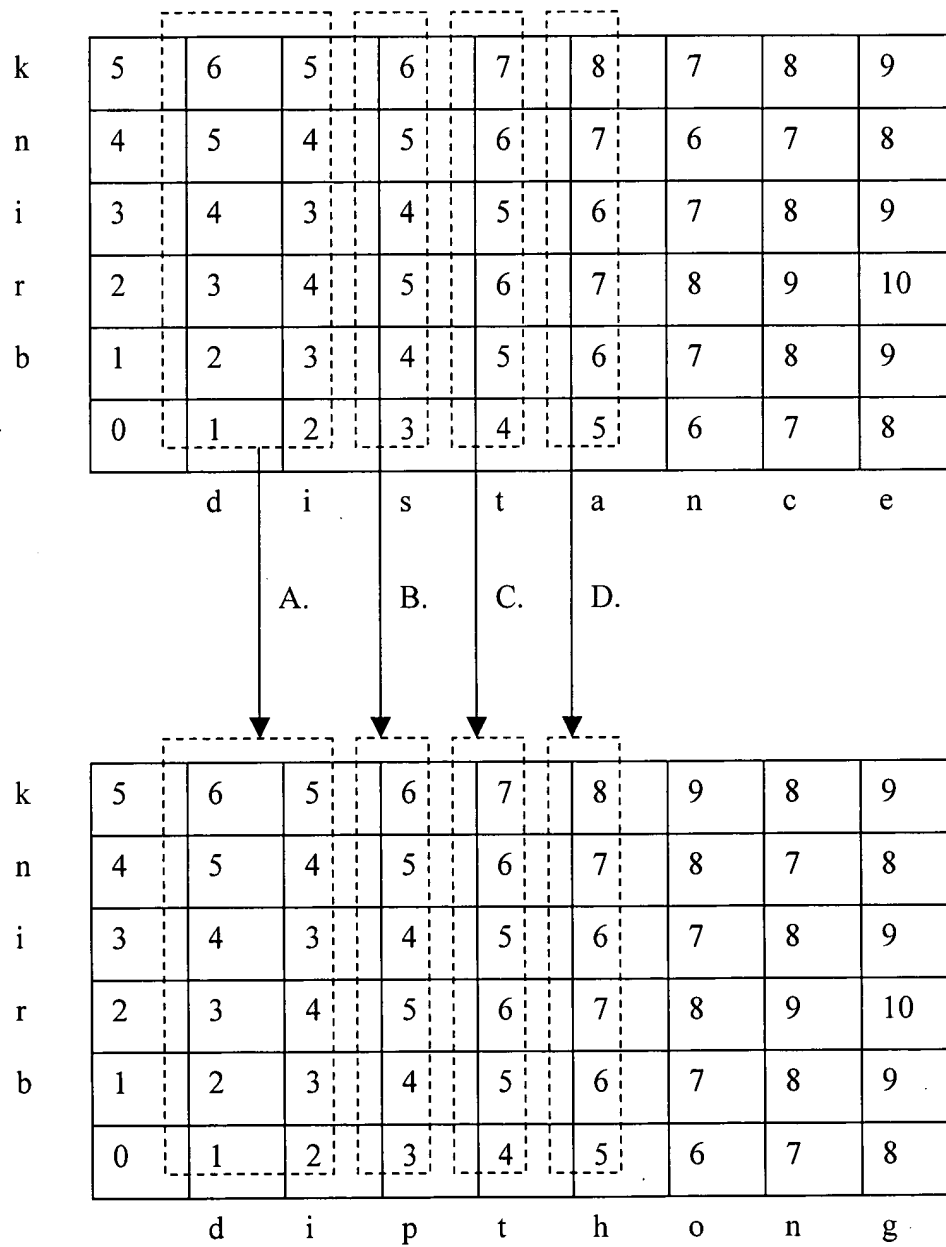 k 5 6 5 6 7 8 7 8 9
n 4 5 4 5 6 7 6 7 8
i 3 4 3 4 5 6 7 8 9
r 2 3 4 5 6 7 8 9 10
b 1 2 3 4 5 6 7 8 9
0 1 2 3 4 5 6 7 8
d i s t a n c e
A. B. C. D.
k 5 6 5 6 7 8 9 8 9
n 4 5 4 5 6 7 8 7 8
i 3 4 3 4 5 6 7 8 9
r 2 3 4 5 6 7 8 9 10
b 1 2 3 4 5 6 7 8 9
0 1 2 3 4 5 6 7 8
d i p t h o n g